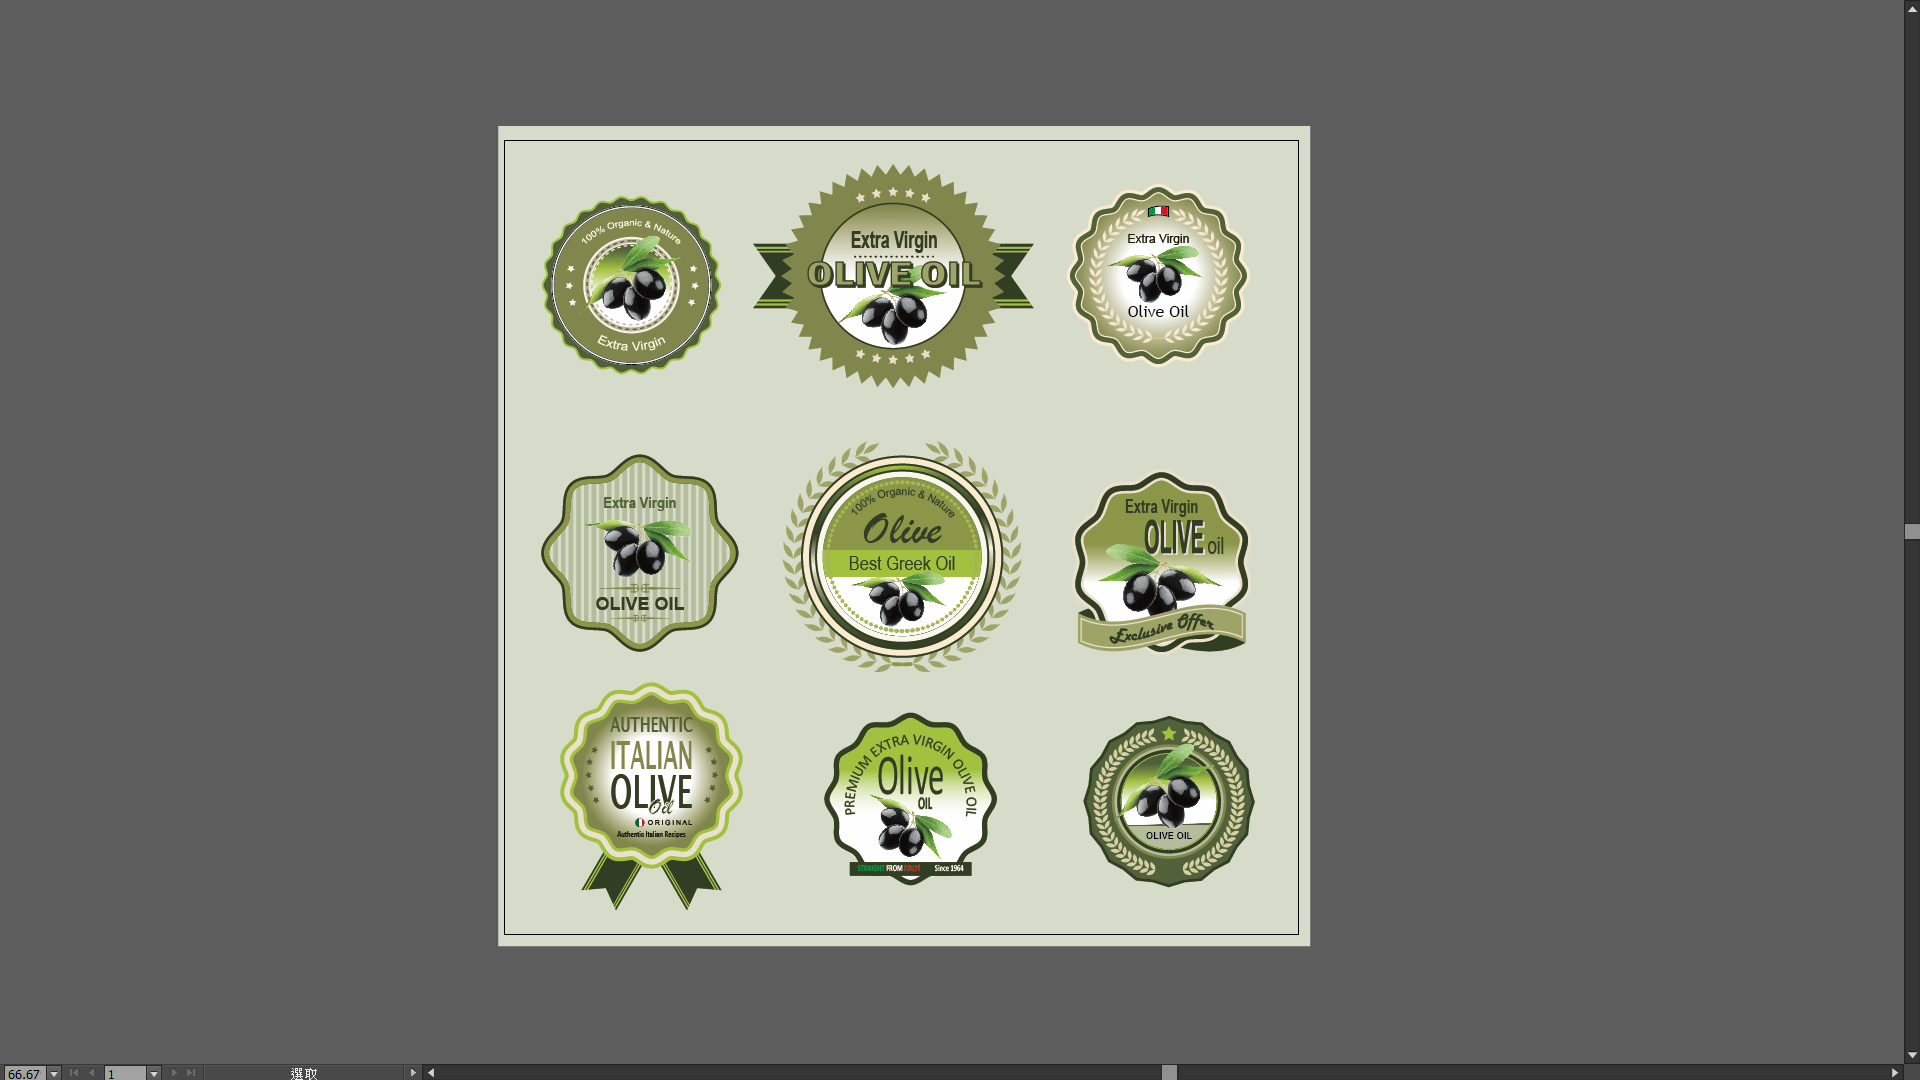 100% Organic & Nature
Extra Virgin
Extra Virgin
OLIVE OIL
Extra Virgin
Olive Oil
Extra Virgin
OLIVE OIL
100% Organic & Nature
Olive
Best Greek Oil
Extra Virgin
OLIVE oil
Exclusive Offer
AUTHENTIC
ITALIAN
OLIVE
Oil
ORIGINAL
Authentic Italian Recipes
PREMIUM EXTRA VIRGIN OLIVE OIL
Olive
OIL
STRAIGHT FROM ITALY Since 1964
OLIVE OIL
66.67 1 選取